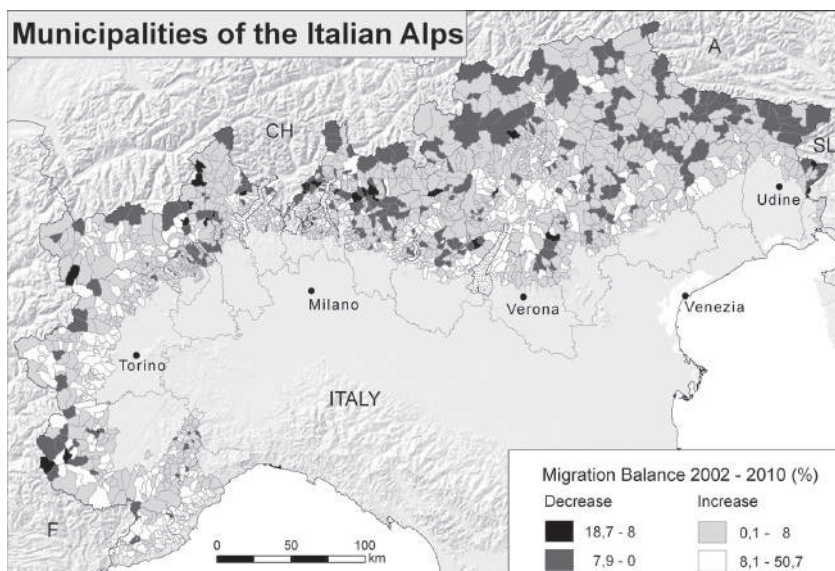 Municipalities of the Italian Alps
A
CH
SL
Udine
Milano
Verona
Venezia
Torino
ITALY
F
0 50 100
km
Migration Balance 2002 - 2010 (%)
Decrease Increase
18,7 - 8 0,1 - 8
7,9 - 0 8,1 - 50,7